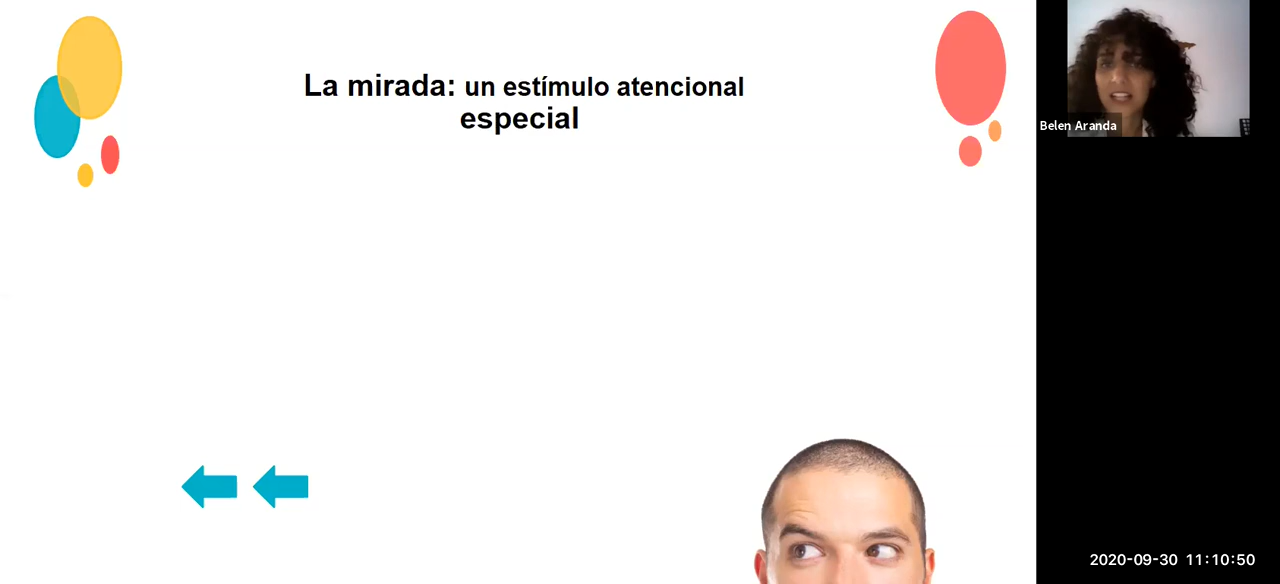 La mirada: un estímulo atencional
especial
Belen Aranda
2020-09-30 11:10:50